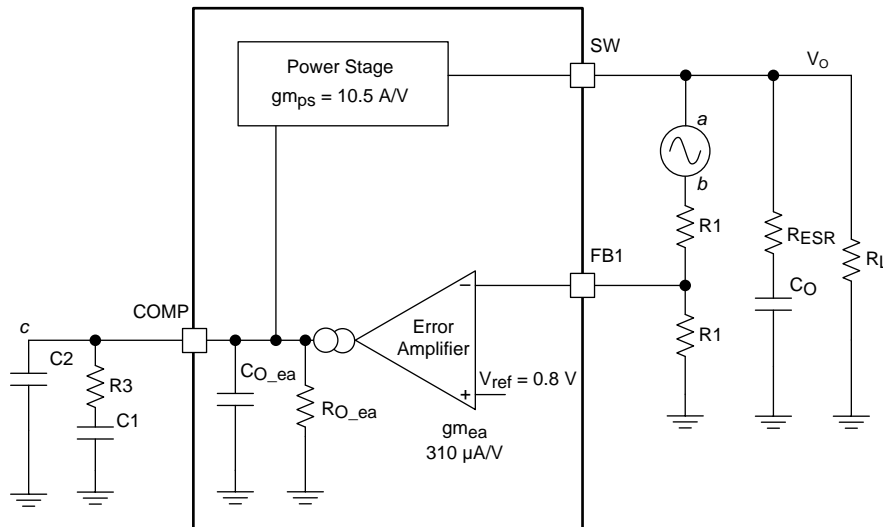 SW
V_O
Power Stage
gm_ps = 10.5 A/V
a
b
R1
R_ESR
R_L
FB1
C_O
COMP
c
C2
R3
C1
C_O_ea
R_O_ea
−
Error
Amplifier
+
V_ref = 0.8 V
gm_ea
310 µA/V
R1